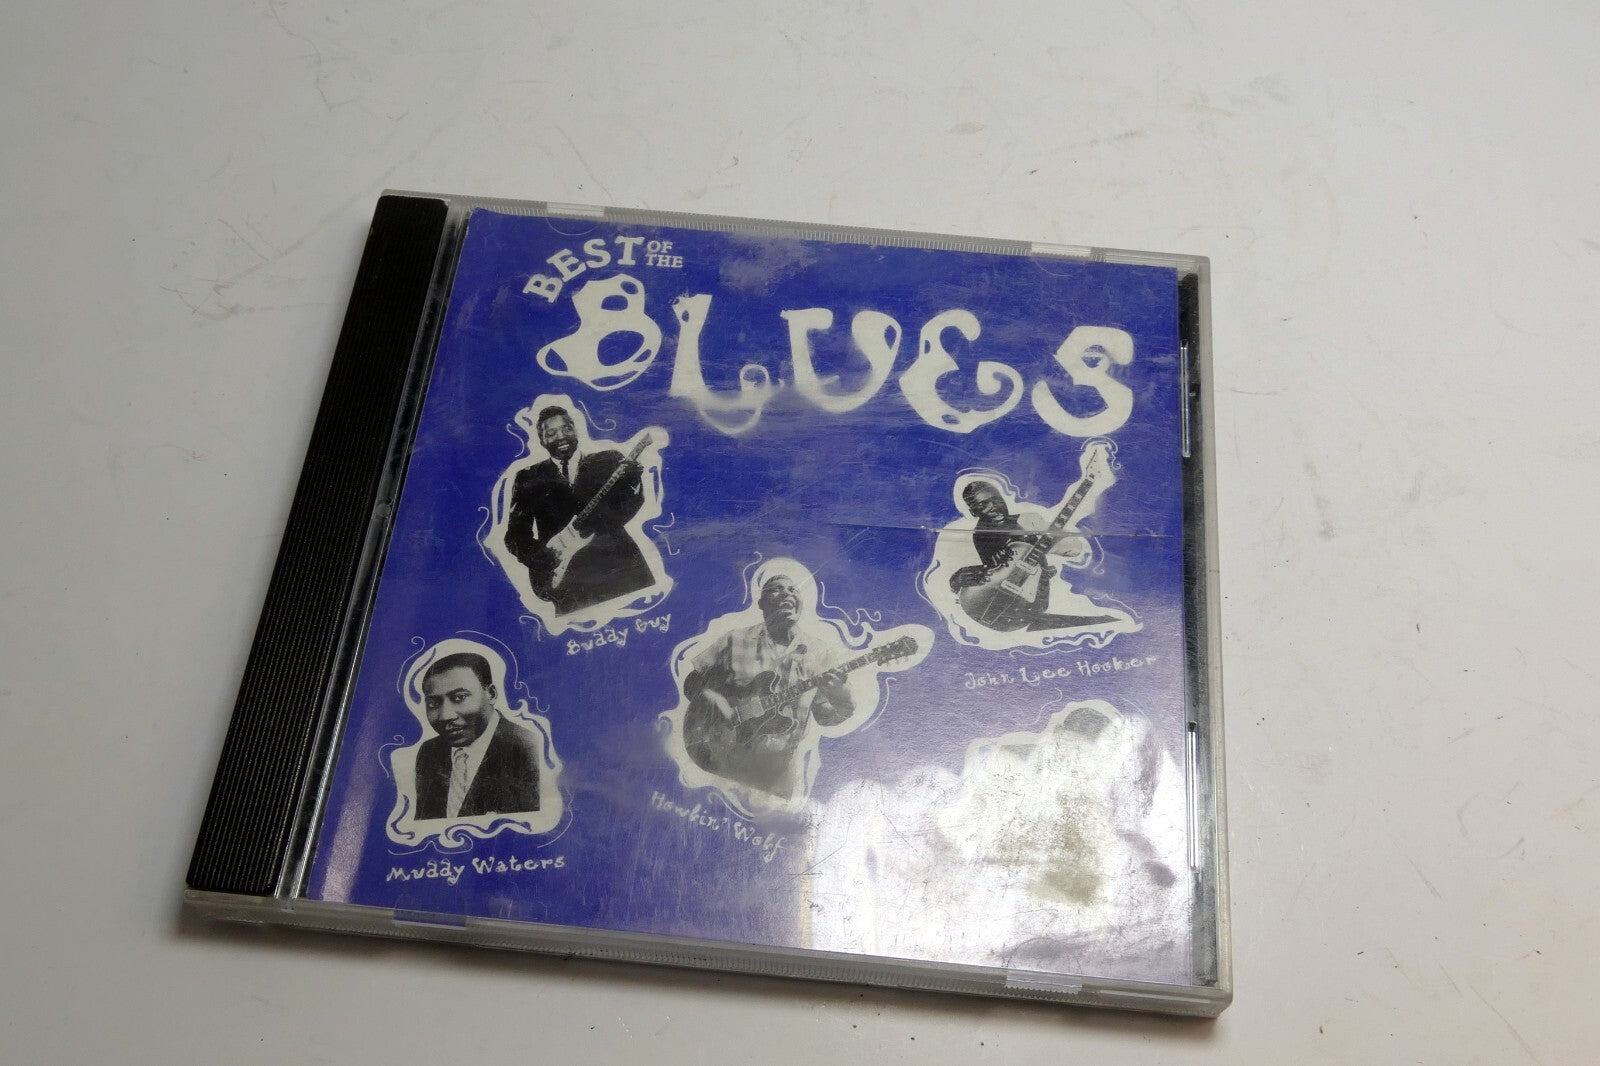 BEST OF THE
BLUES
Buddy Guy
John Lee Hooker
Howlin' Wolf
Muddy Waters